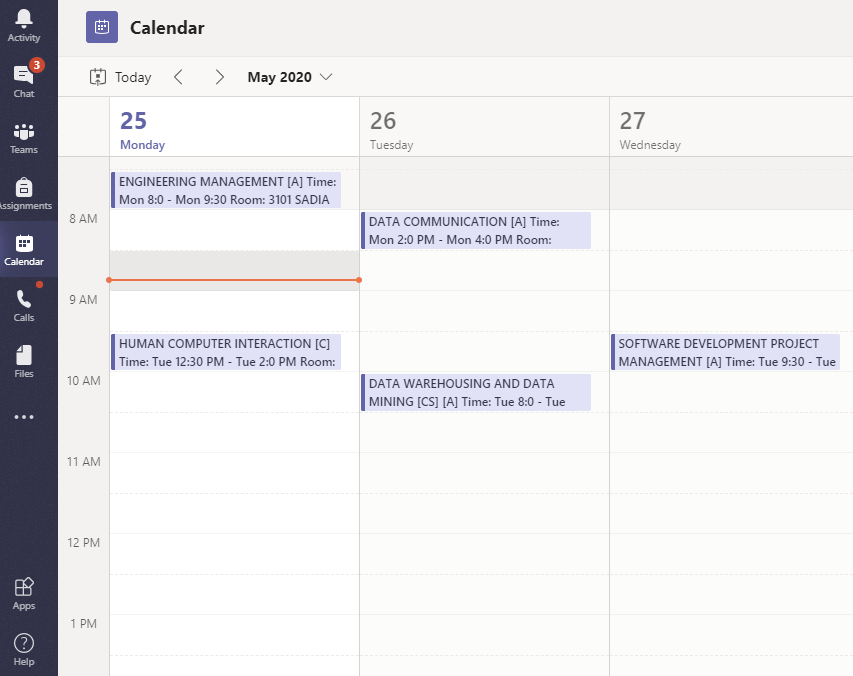 Activity
3
Chat
Teams
Assignments
Calendar
Calls
Files
Apps
?
Help
Calendar
Today
May 2020
25
Monday
26
Tuesday
27
Wednesday
8 AM
9 AM
10 AM
11 AM
12 PM
1 PM
ENGINEERING MANAGEMENT [A] Time:
Mon 8:0 - Mon 9:30 Room: 3101 SADIA
HUMAN COMPUTER INTERACTION [C]
Time: Tue 12:30 PM - Tue 2:0 PM Room:
DATA COMMUNICATION [A] Time:
Mon 2:0 PM - Mon 4:0 PM Room:
DATA WAREHOUSING AND DATA
MINING [CS] [A] Time: Tue 8:0 - Tue
SOFTWARE DEVELOPMENT PROJECT
MANAGEMENT [A] Time: Tue 9:30 - Tue